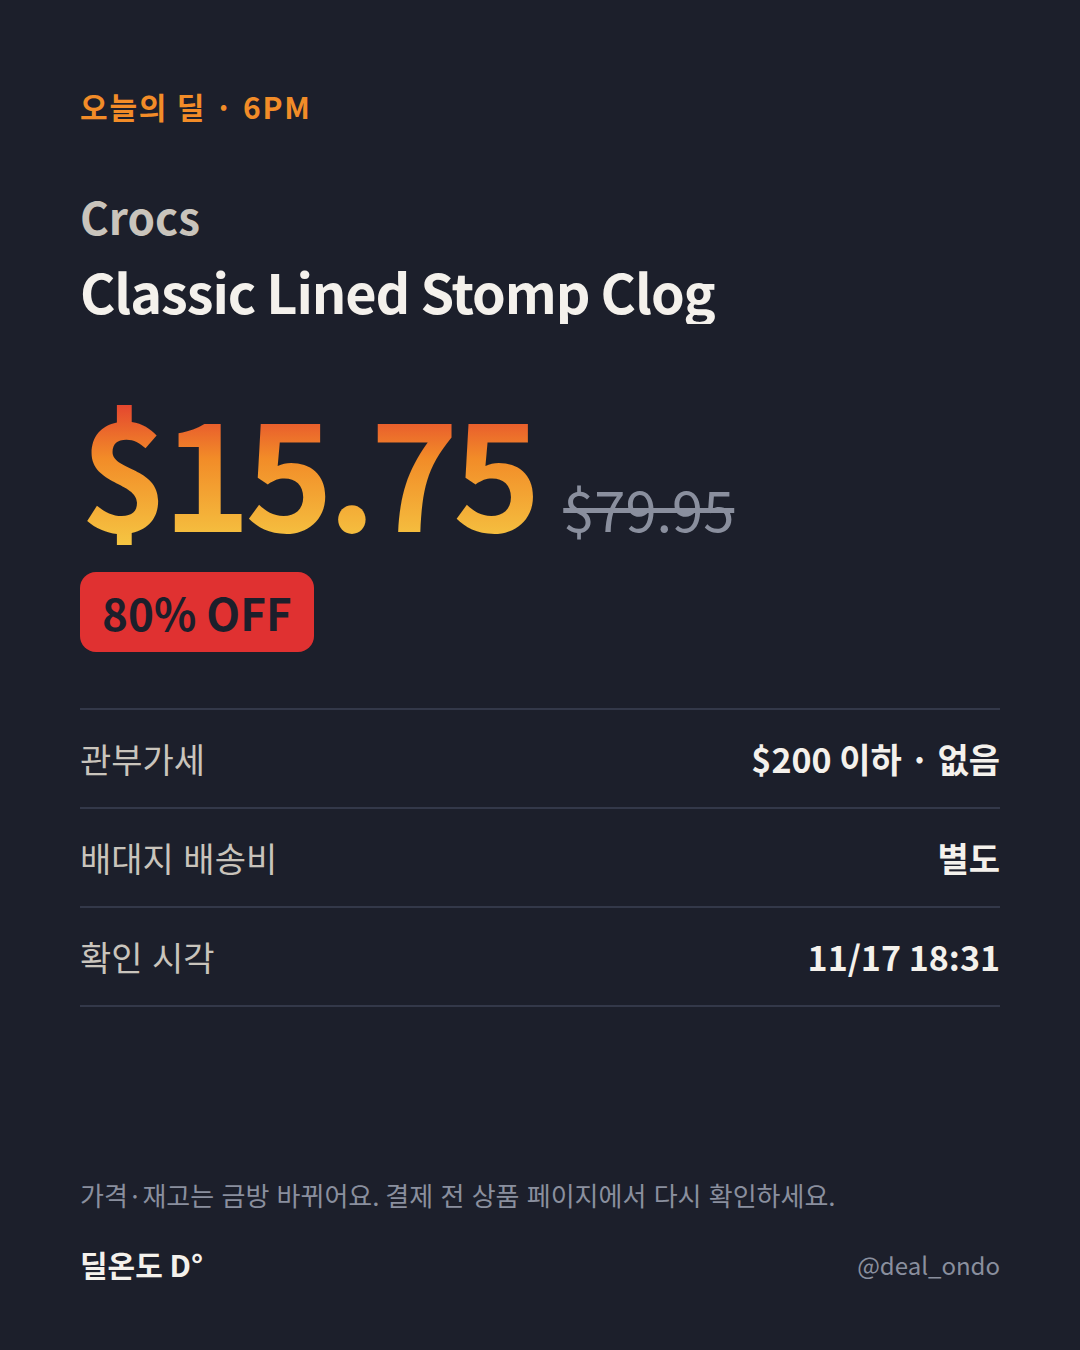 오늘의 딜 · 6PM
Crocs
Classic Lined Stomp Clog
$15.75 $79.95
80% OFF
관부가세 $200 이하 · 없음
배대지 배송비 별도
확인 시각 11/17 18:31
가격·재고는 금방 바뀌어요. 결제 전 상품 페이지에서 다시 확인하세요.
딜온도 D° @deal_ondo